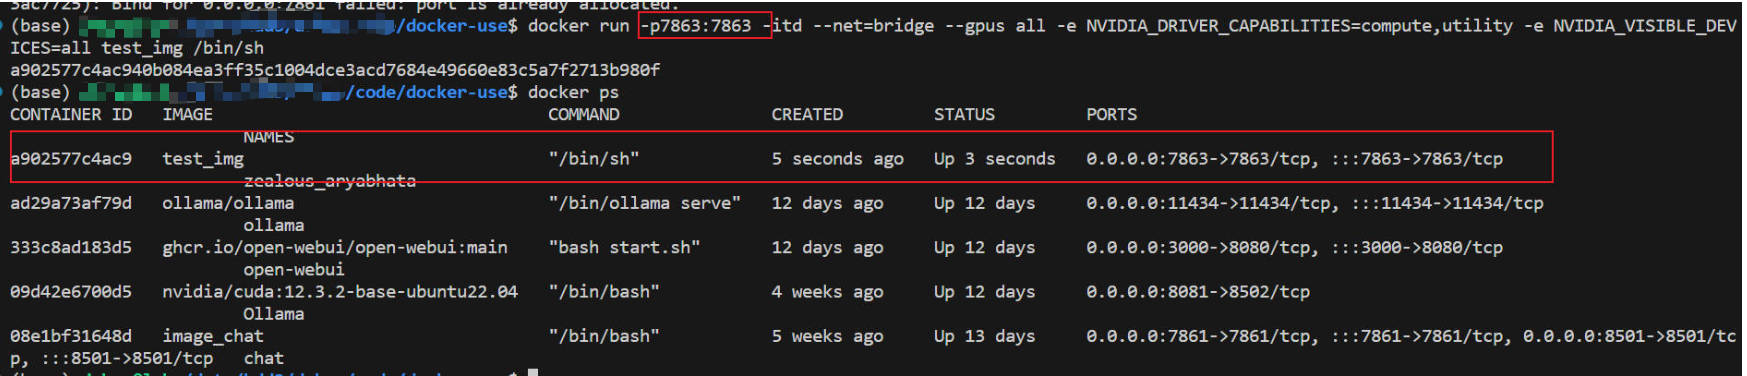 3ac7725): Bind for 0.0.0.0:7861 failed: port is already allocated.
(base) /docker-use$ docker run -p7863:7863 -itd --net=bridge --gpus all -e NVIDIA_DRIVER_CAPABILITIES=compute,utility -e NVIDIA_VISIBLE_DEV
ICES=all test_img /bin/sh
a902577c4ac940b084ea3ff35c1004dce3acd7684e49660e83c5a7f2713b980f
(base) /code/docker-use$ docker ps
CONTAINER ID IMAGE COMMAND CREATED STATUS PORTS
NAMES
a902577c4ac9 test_img "/bin/sh" 5 seconds ago Up 3 seconds 0.0.0.0:7863->7863/tcp, :::7863->7863/tcp
zealous_aryabhata
ad29a73af79d ollama/ollama "/bin/ollama serve" 12 days ago Up 12 days 0.0.0.0:11434->11434/tcp, :::11434->11434/tcp
ollama
333c8ad183d5 ghcr.io/open-webui/open-webui:main "bash start.sh" 12 days ago Up 12 days 0.0.0.0:3000->8080/tcp, :::3000->8080/tcp
open-webui
09d42e6700d5 nvidia/cuda:12.3.2-base-ubuntu22.04 "/bin/bash" 4 weeks ago Up 12 days 0.0.0.0:8081->8502/tcp
Ollama
08e1bf31648d image_chat "/bin/bash" 5 weeks ago Up 13 days 0.0.0.0:7861->7861/tcp, :::7861->7861/tcp, 0.0.0.0:8501->8501/tc
p, :::8501->8501/tcp chat